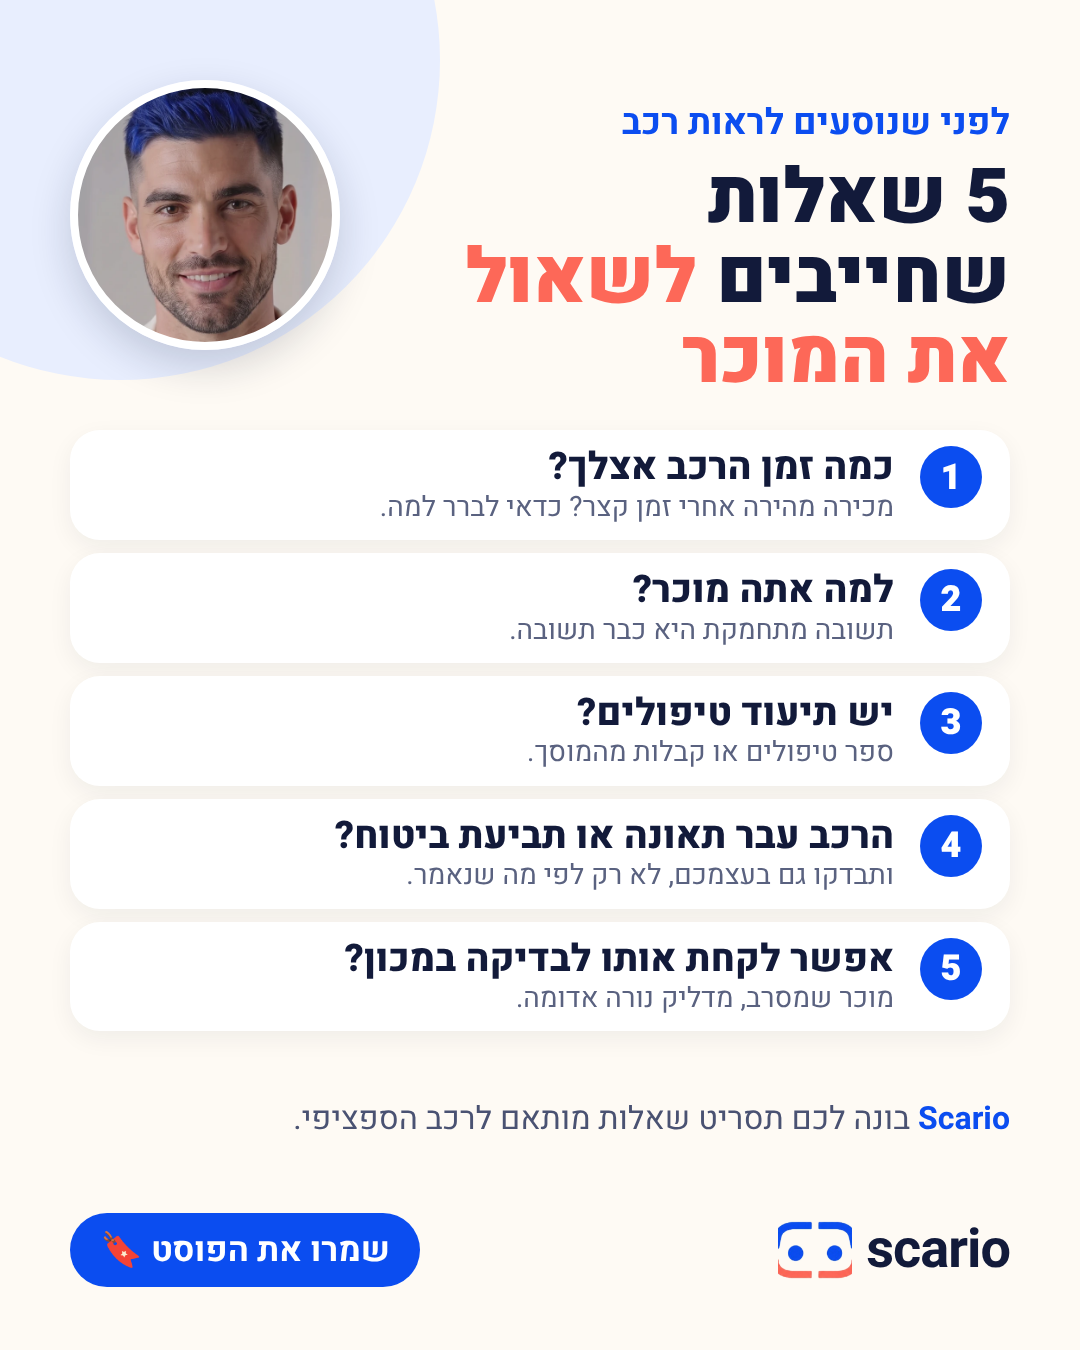 לפני שנוסעים לראות רכב
5 שאלות
שחייבים לשאול
את המוכר
1
כמה זמן הרכב אצלך?
מכירה מהירה אחרי זמן קצר? כדאי לברר למה.
2
למה אתה מוכר?
תשובה מתחמקת היא כבר תשובה.
3
יש תיעוד טיפולים?
ספר טיפולים או קבלות מהמוסך.
4
הרכב עבר תאונה או תביעת ביטוח?
ותבדקו גם בעצמכם, לא רק לפי מה שנאמר.
5
אפשר לקחת אותו לבדיקה במכון?
מוכר שמסרב, מדליק נורה אדומה.
Scario בונה לכם תסריט שאלות מותאם לרכב הספציפי.
scario
שמרו את הפוסט 🔖